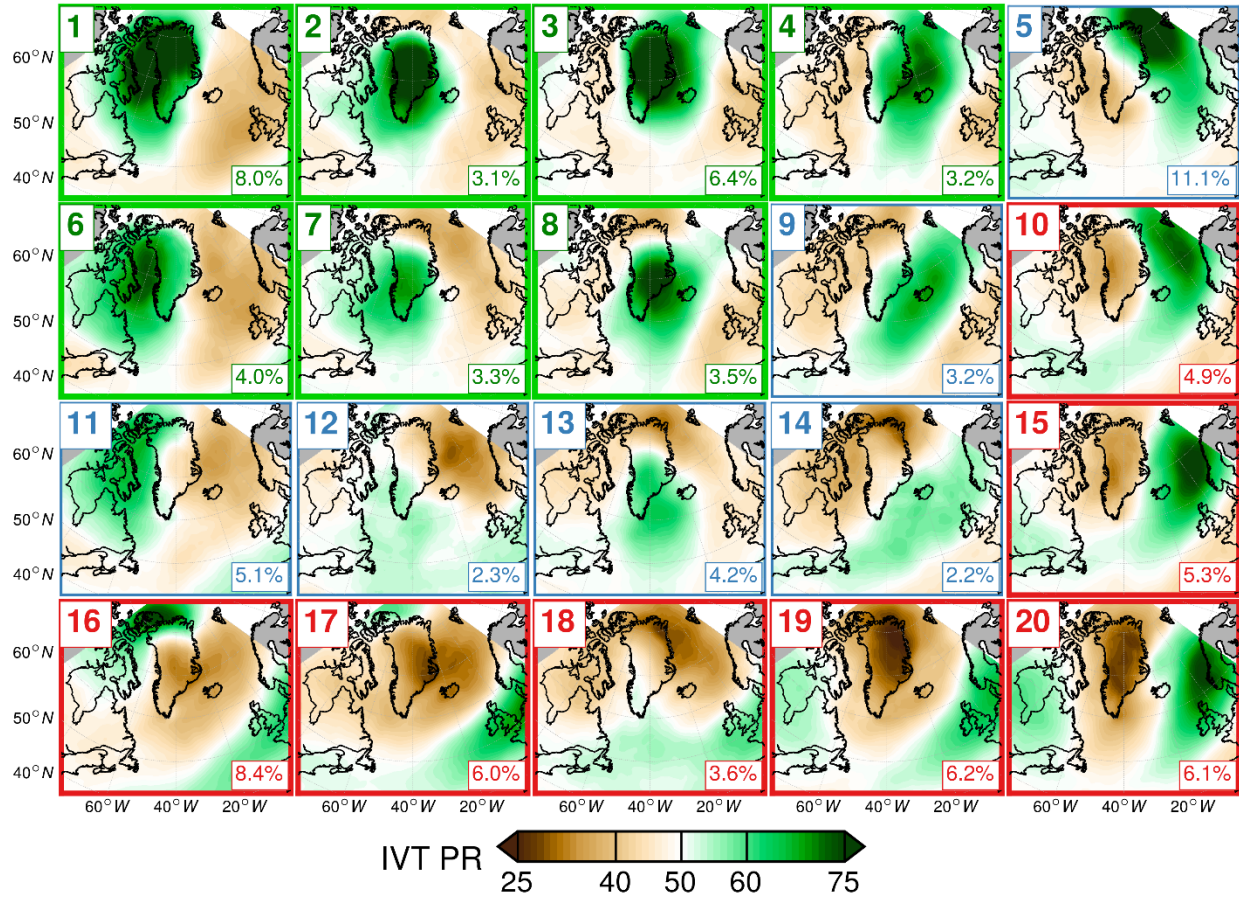 1 2 3 4 5
60°N
50°N
40°N
8.0% 3.1% 6.4% 3.2% 11.1%
6 7 8 9 10
60°N
50°N
40°N
4.0% 3.3% 3.5% 3.2% 4.9%
11 12 13 14 15
60°N
50°N
40°N
5.1% 2.3% 4.2% 2.2% 5.3%
16 17 18 19 20
60°N
50°N
40°N
8.4% 6.0% 3.6% 6.2% 6.1%
60°W 40°W 20°W 60°W 40°W 20°W 60°W 40°W 20°W 60°W 40°W 20°W 60°W 40°W 20°W
IVT PR
25 40 50 60 75